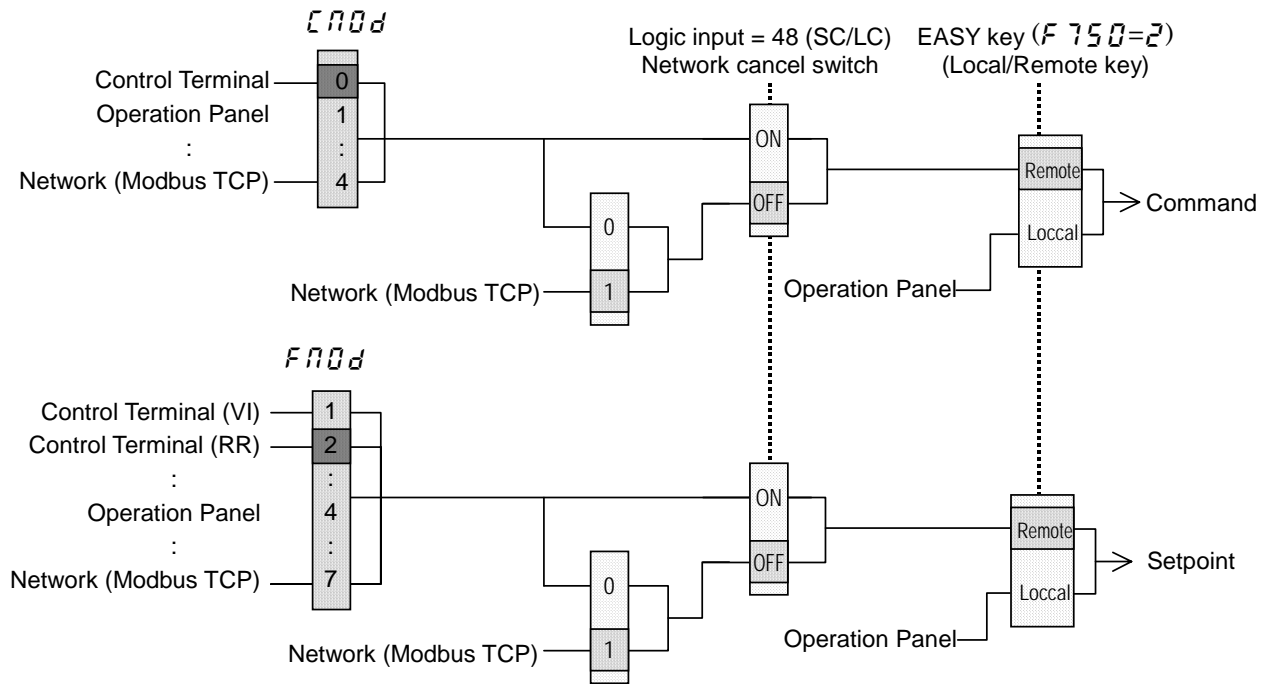 CMOd
Logic input = 48 (SC/LC)
Network cancel switch
EASY key (F750=2)
(Local/Remote key)
Control Terminal
Operation Panel
:
Network (Modbus TCP)
0
1
:
4
0
1
Network (Modbus TCP)
ON
OFF
Remote
Loccal
Operation Panel
Command
FMOd
Control Terminal (VI)
Control Terminal (RR)
:
Operation Panel
:
Network (Modbus TCP)
1
2
:
4
:
7
0
1
Network (Modbus TCP)
ON
OFF
Remote
Loccal
Operation Panel
Setpoint